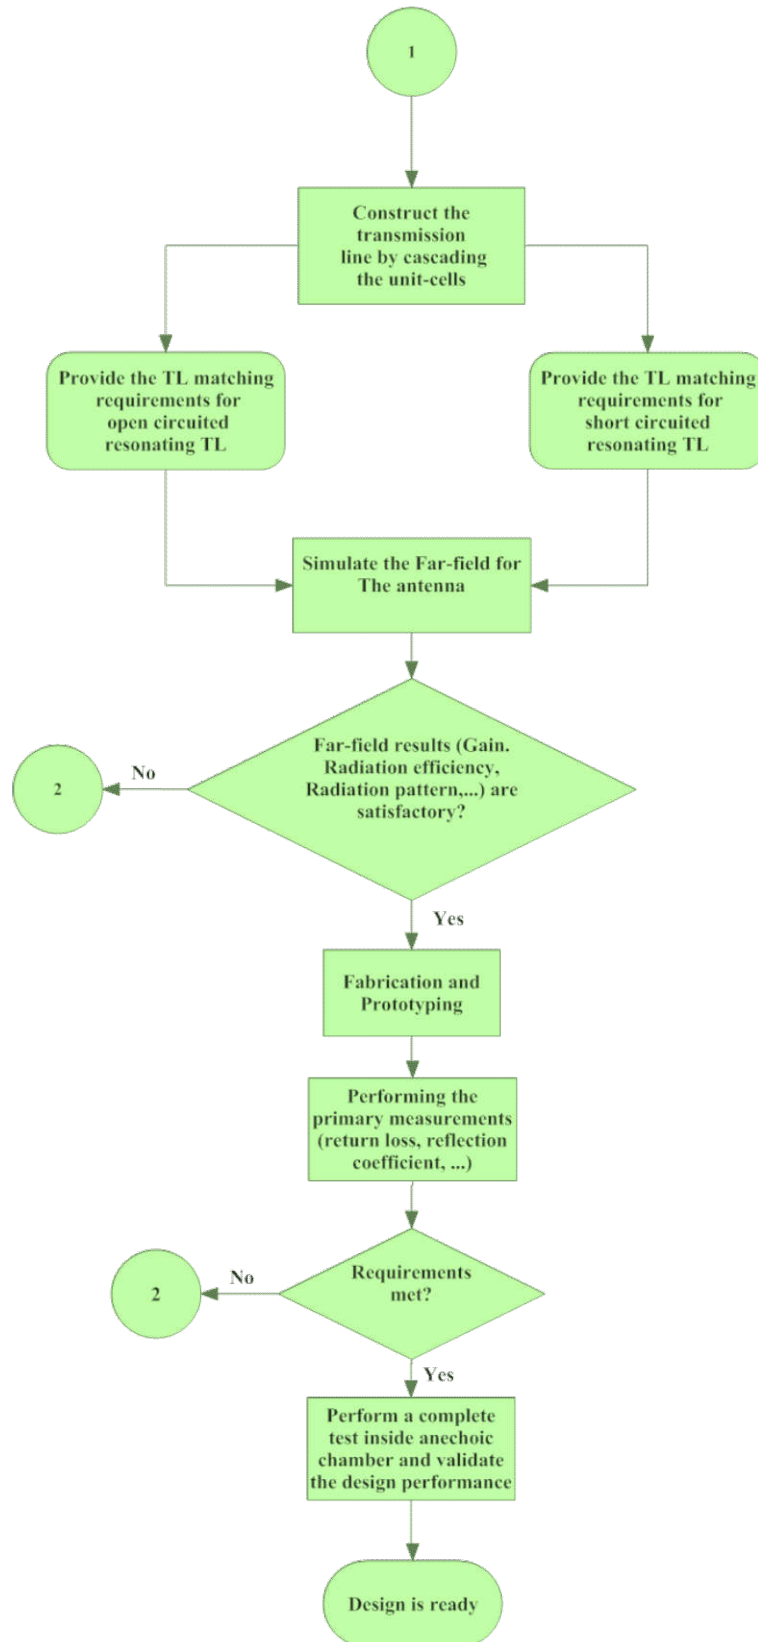 1
Construct the
transmission
line by cascading
the unit-cells
Provide the TL matching
requirements for
open circuited
resonating TL
Provide the TL matching
requirements for
short circuited
resonating TL
Simulate the Far-field for
The antenna
Far-field results (Gain.
Radiation efficiency,
Radiation pattern,...) are
satisfactory?
No
2
Yes
Fabrication and
Prototyping
Performing the
primary measurements
(return loss, reflection
coefficient, ...)
Requirements
met?
No
2
Yes
Perform a complete
test inside anechoic
chamber and validate
the design performance
Design is ready